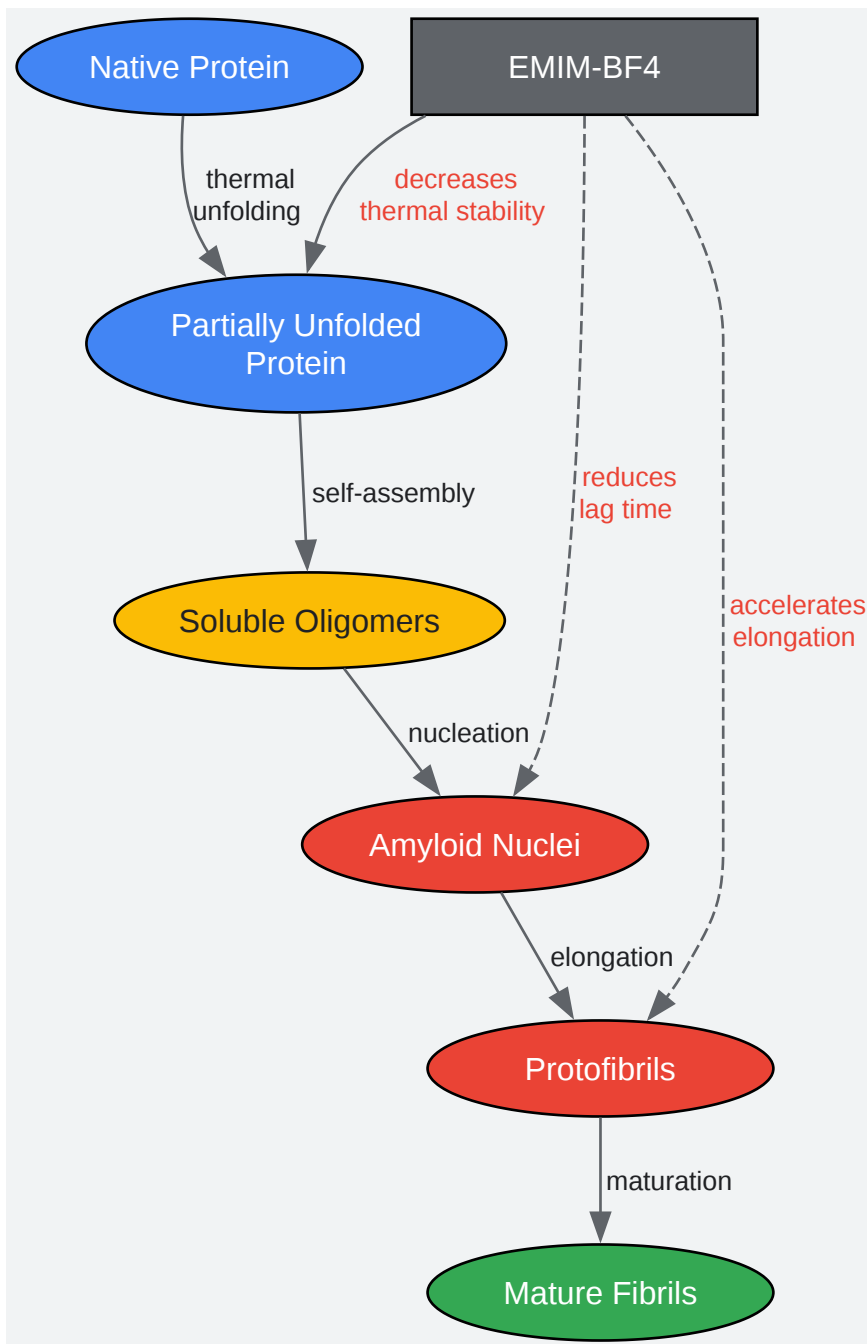 Native Protein
EMIM-BF4
thermal
unfolding
decreases
thermal stability
Partially Unfolded
Protein
self-assembly
reduces
lag time
Soluble Oligomers
accelerates
elongation
nucleation
Amyloid Nuclei
elongation
Protofibrils
maturation
Mature Fibrils